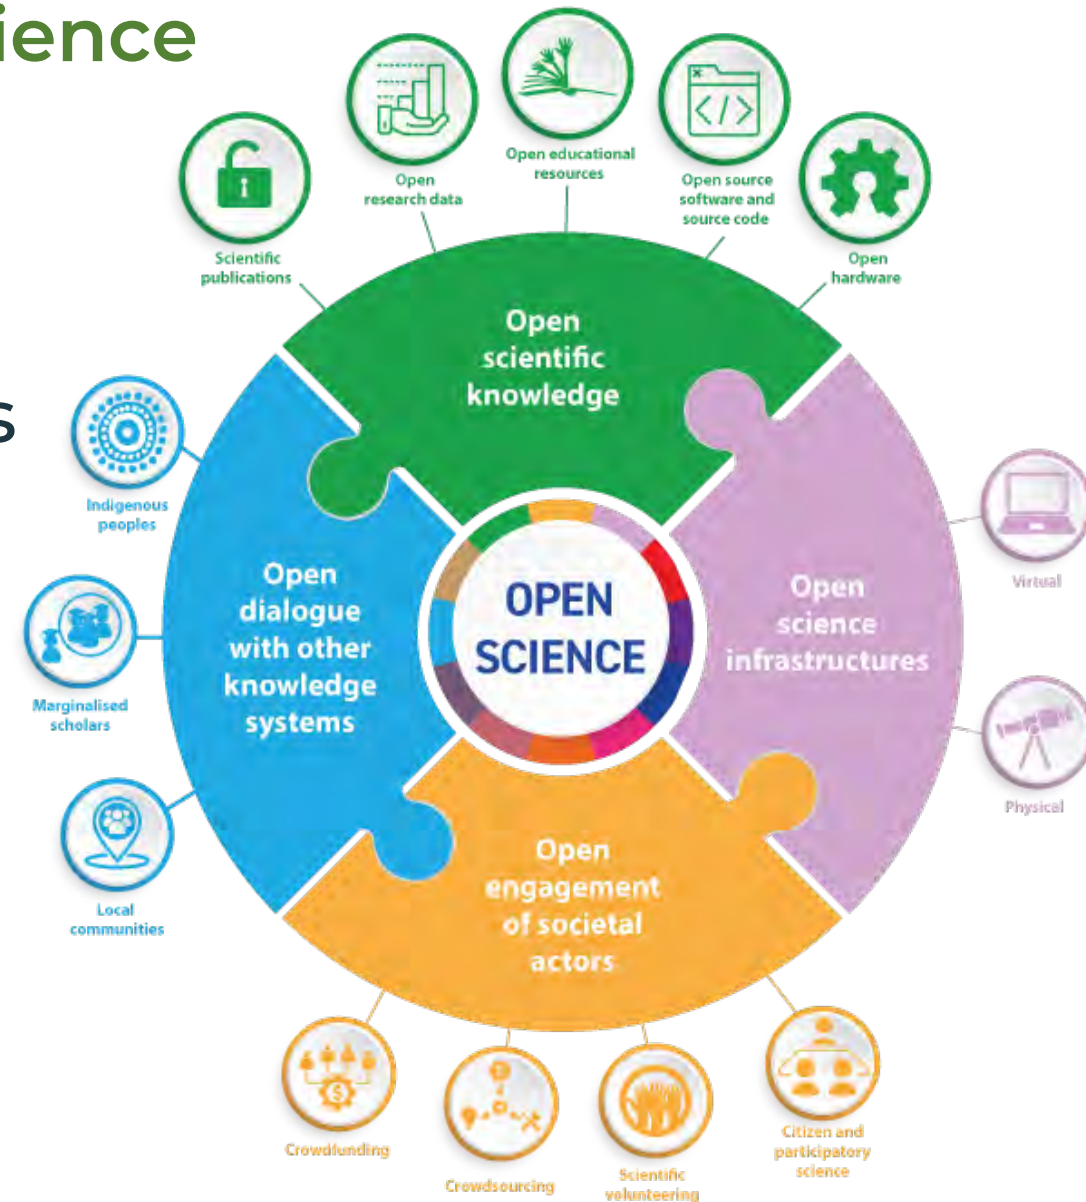 ience
s
Open educational
resources
Open
research data
Open source
software and
source code
Scientific
publications
Open
hardware
Open
scientific
knowledge
Indigenous
peoples
Marginalised
scholars
Local
communities
Open
dialogue
with other
knowledge
systems
OPEN
SCIENCE
Open
science
infrastructures
Virtual
Physical
Open
engagement
of societal
actors
Crowdfunding
Crowdsourcing
Scientific
volunteering
Citizen and
participatory
science